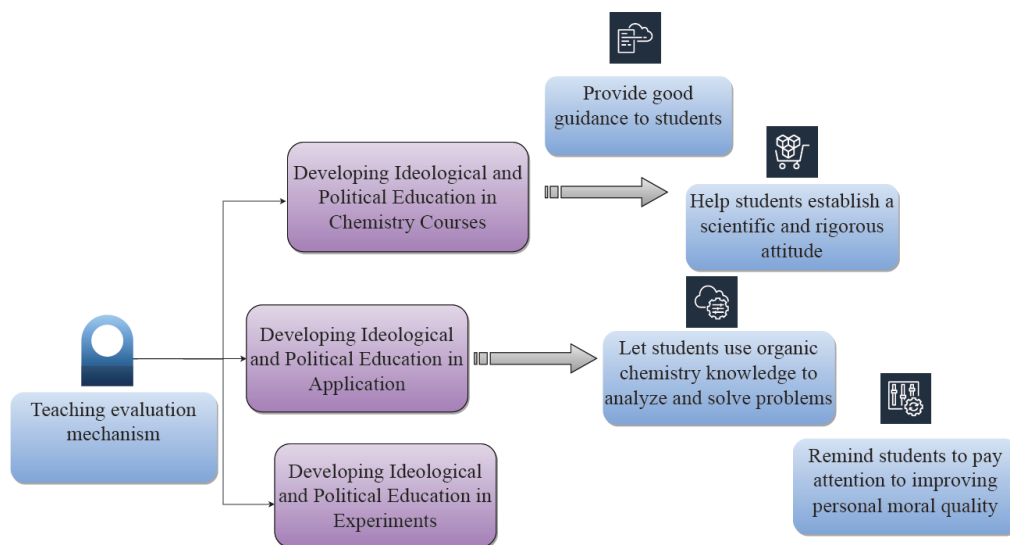 Provide good
guidance to students
Developing Ideological and
Political Education in
Chemistry Courses
Help students establish a
scientific and rigorous
attitude
Developing Ideological
and Political Education in
Application
Let students use organic
chemistry knowledge to
analyze and solve problems
Teaching evaluation
mechanism
Developing Ideological
and Political Education in
Experiments
Remind students to pay
attention to improving
personal moral quality